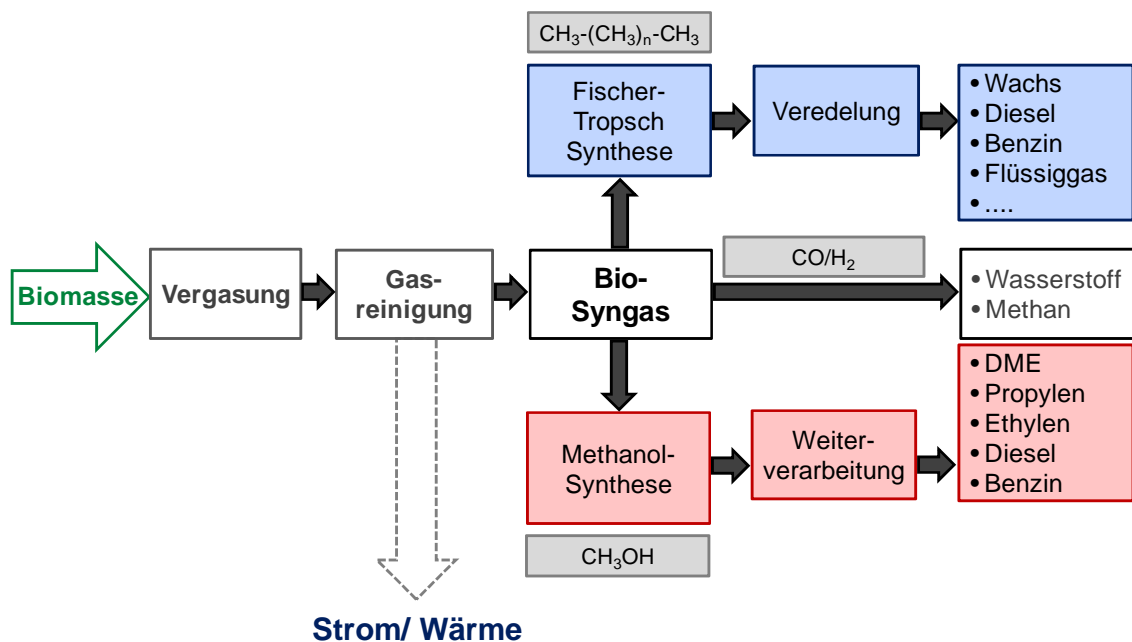 CH₃-(CH₃)ₙ-CH₃
Fischer-
Tropsch
Synthese
Veredelung
• Wachs
• Diesel
• Benzin
• Flüssiggas
• ....
Biomasse
Vergasung
Gas-
reinigung
Bio-
Syngas
CO/H₂
• Wasserstoff
• Methan
Methanol-
Synthese
Weiter-
verarbeitung
• DME
• Propylen
• Ethylen
• Diesel
• Benzin
CH₃OH
Strom/ Wärme